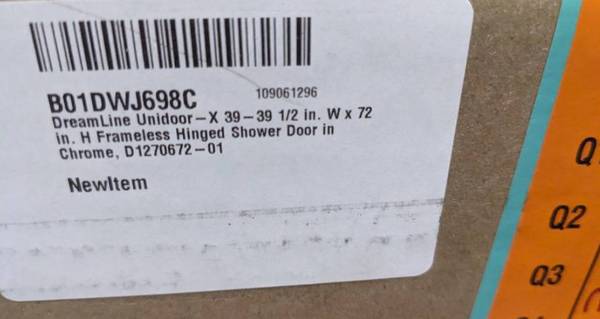 B01DWJ698C 109061296
DreamLine Unidoor-X 39-39 1/2 in. W x 72
in. H Frameless Hinged Shower Door in
Chrome, D1270672-01
NewItem
Q
Q2
Q3